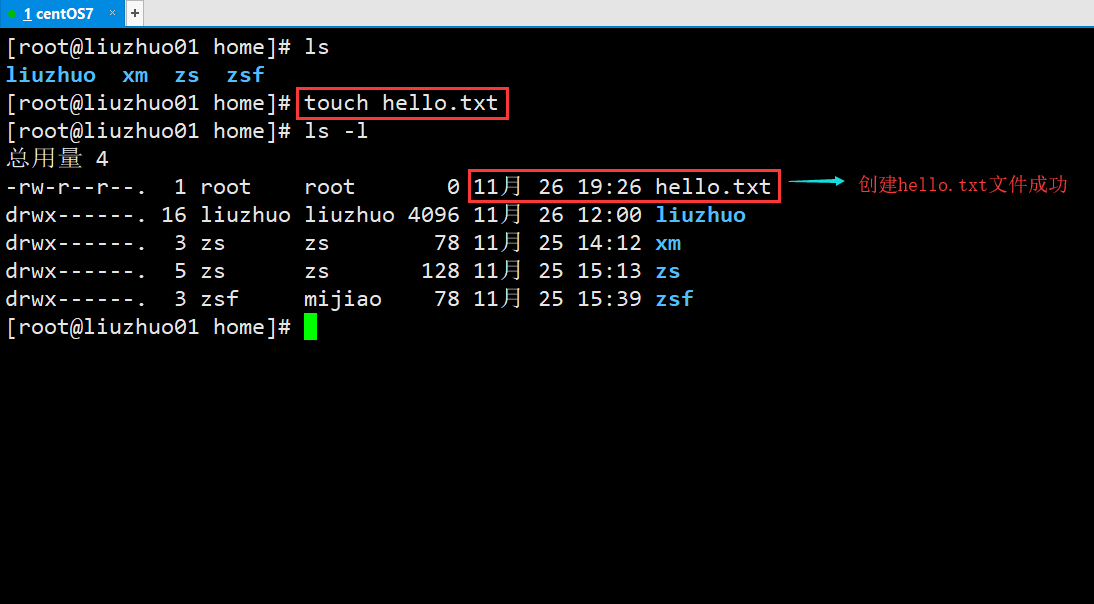 1 centOS7 × +
[root@liuzhuo01 home]# ls
liuzhuo  xm  zs  zsf
[root@liuzhuo01 home]# touch hello.txt
[root@liuzhuo01 home]# ls -l
总用量 4
-rw-r--r--.  1 root    root       0 11月 26 19:26 hello.txt 创建hello.txt文件成功
drwx------. 16 liuzhuo liuzhuo 4096 11月 26 12:00 liuzhuo
drwx------.  3 zs      zs        78 11月 25 14:12 xm
drwx------.  5 zs      zs       128 11月 25 15:13 zs
drwx------.  3 zsf     mijiao    78 11月 25 15:39 zsf
[root@liuzhuo01 home]#